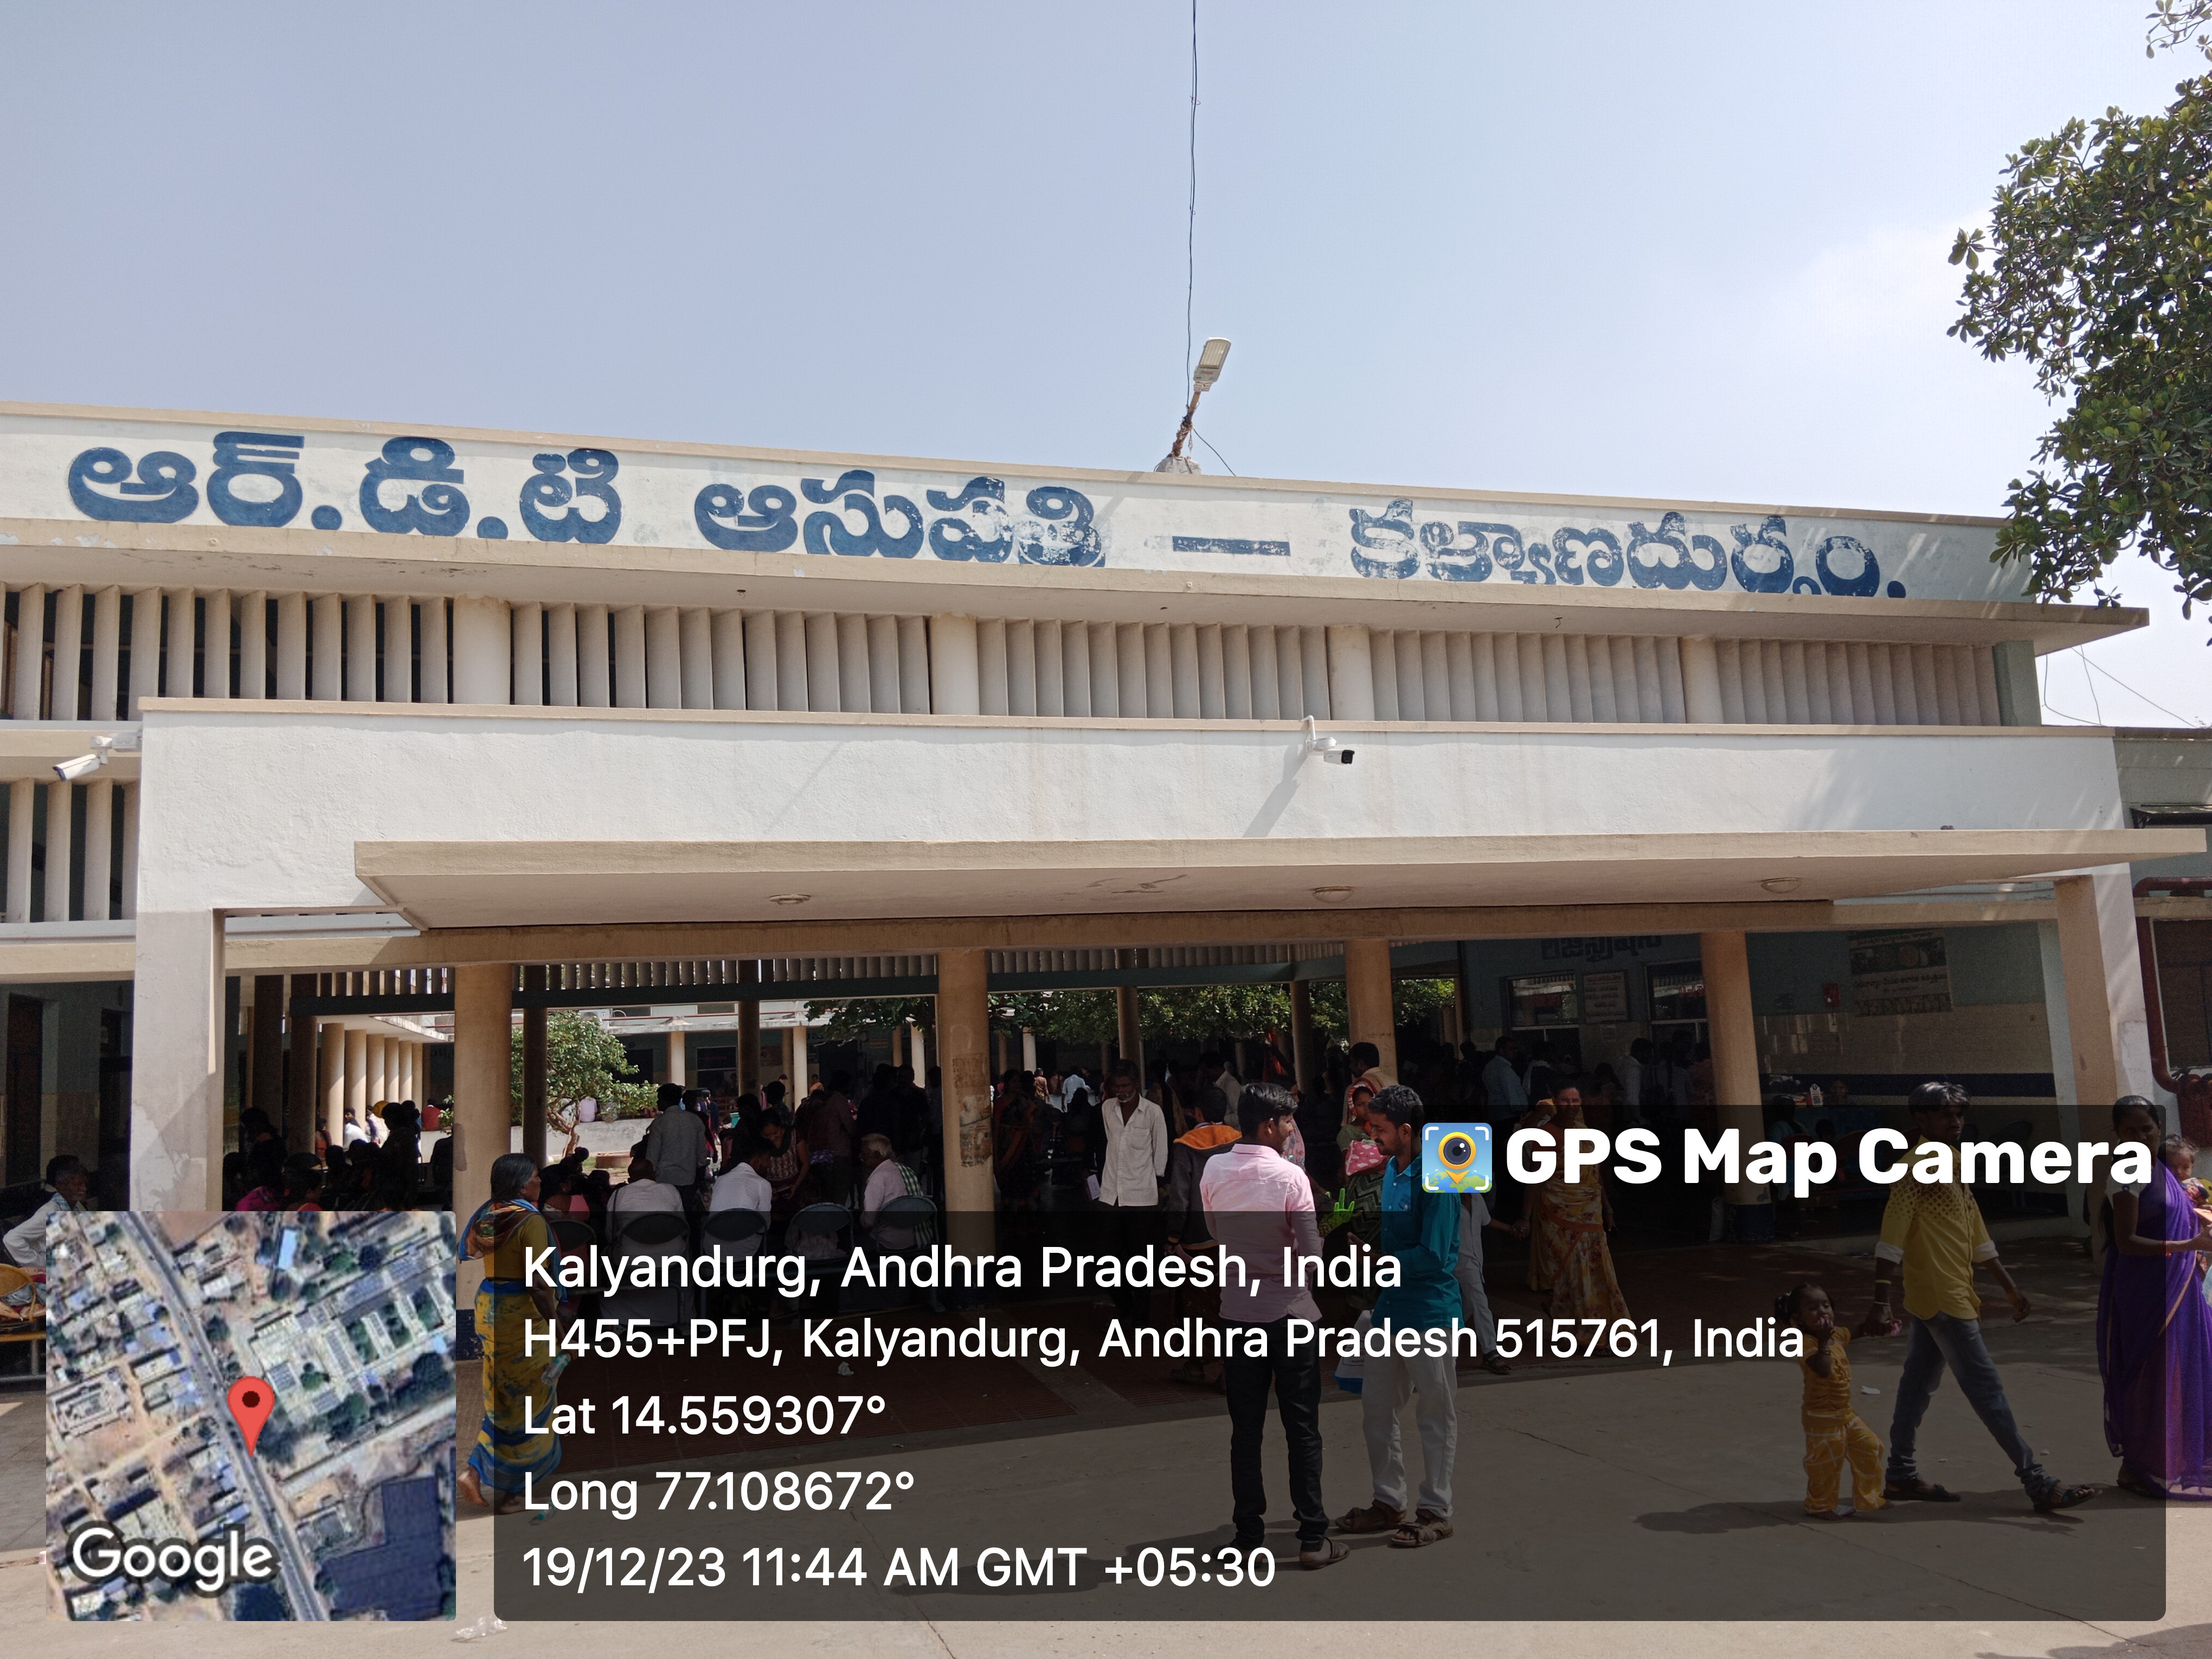 ఆర్.డి.టి ఆసుపత్రి — కళ్యాణదుర్గం.
రిజిస్ట్రేషన్
GPS Map Camera
Kalyandurg, Andhra Pradesh, India
H455+PFJ, Kalyandurg, Andhra Pradesh 515761, India
Lat 14.559307°
Long 77.108672°
19/12/23 11:44 AM GMT +05:30
Google